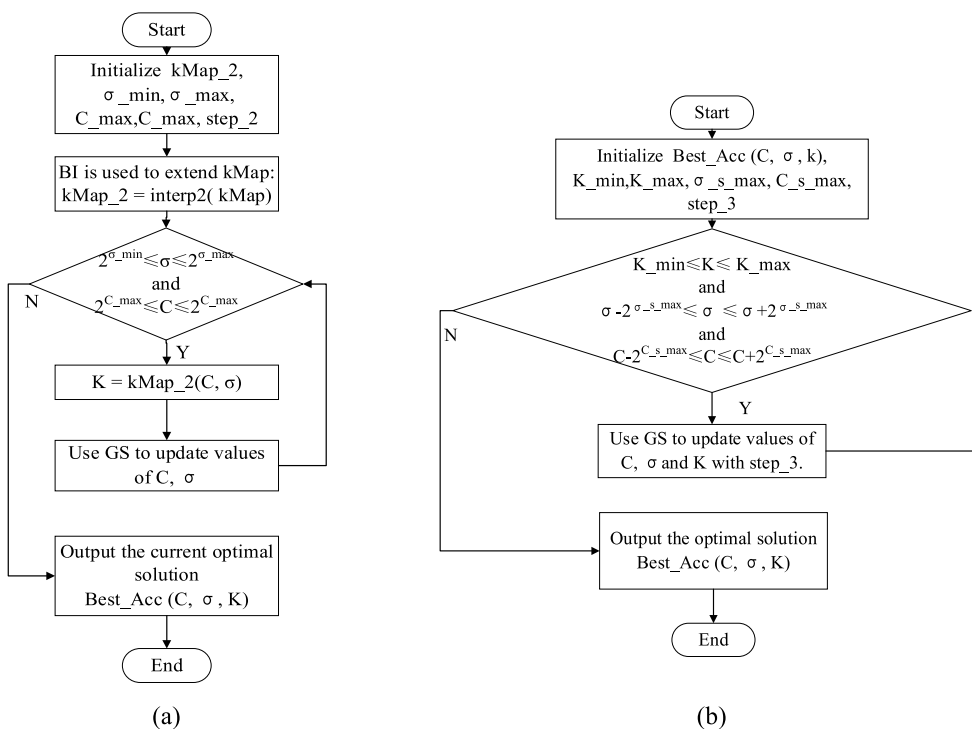 Start
Initialize kMap_2,
σ_min, σ_max,
C_max,C_max, step_2
BI is used to extend kMap:
kMap_2 = interp2( kMap)
2^σ_min≤σ≤2^σ_max
and
2^C_max≤C≤2^C_max
N
Y
K = kMap_2(C, σ)
Use GS to update values
of C, σ
Output the current optimal
solution
Best_Acc (C, σ, K)
End
(a)
Start
Initialize Best_Acc (C, σ, k),
K_min,K_max, σ_s_max, C_s_max,
step_3
K_min≤K≤ K_max
and
σ-2^σ_s_max≤σ ≤σ+2^σ_s_max
and
C-2^C_s_max≤C≤C+2^C_s_max
N
Y
Use GS to update values of
C, σ and K with step_3.
Output the optimal solution
Best_Acc (C, σ, K)
End
(b)